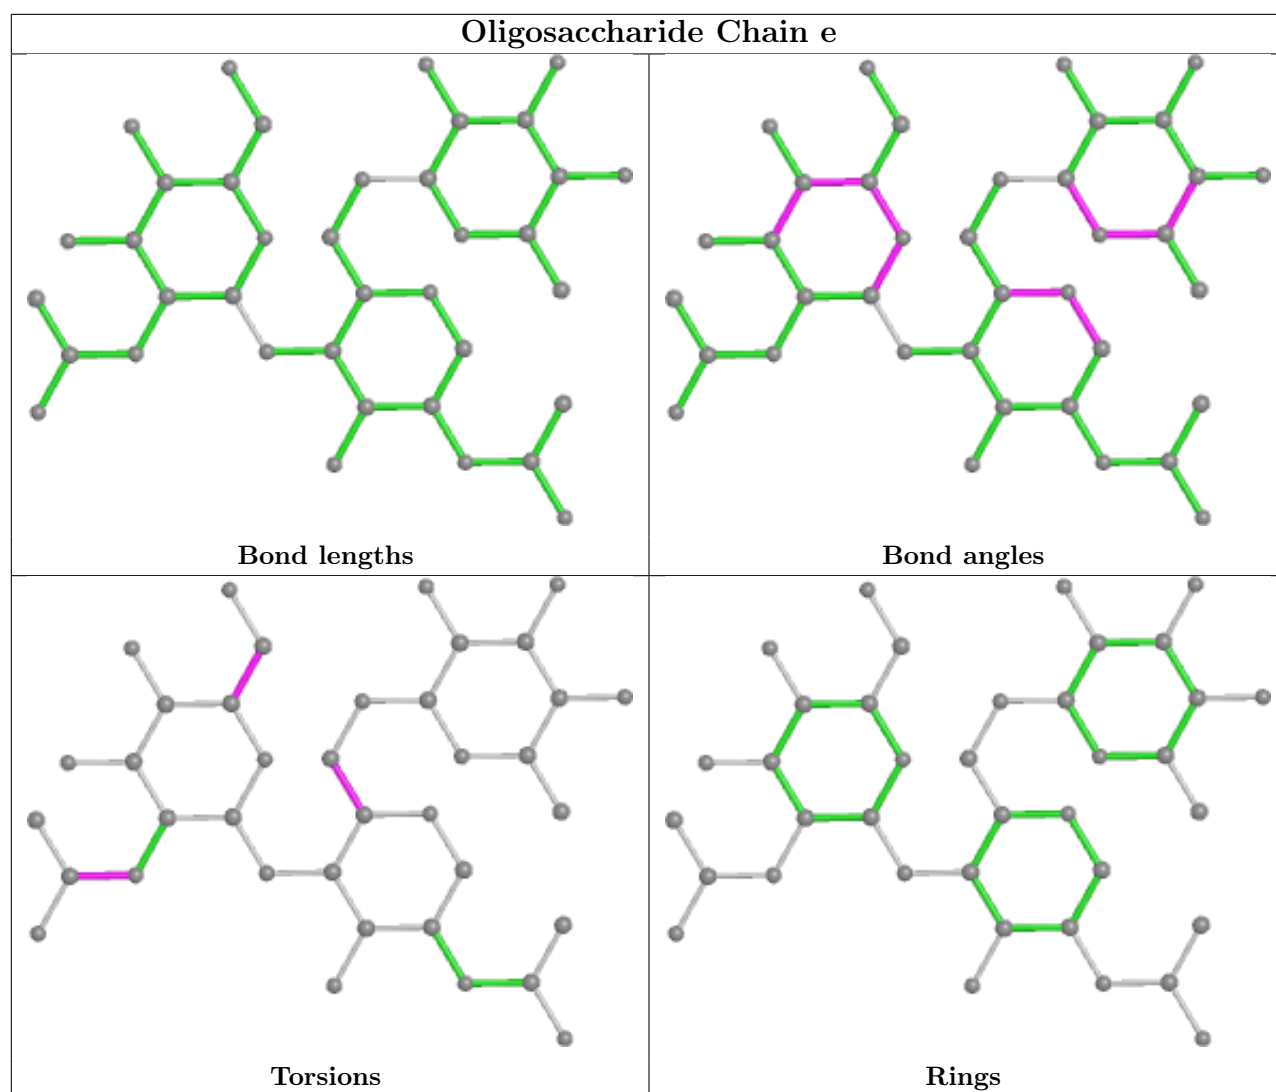 Oligosaccharide Chain e
Bond lengths
Bond angles
Torsions
Rings